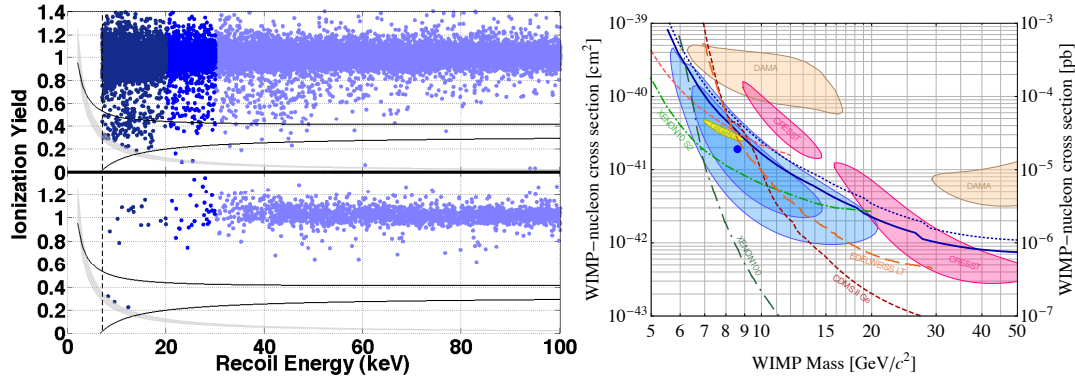 1.4
1.2
1
0.8
0.6
0.4
0.2
0
1.2
1
0.8
0.6
0.4
0.2
0
Ionization Yield
0 20 40 60 80 100
Recoil Energy (keV)
10⁻³⁹
10⁻⁴⁰
10⁻⁴¹
10⁻⁴²
10⁻⁴³
WIMP−nucleon cross section [cm²]
DAMA
CRESST
XENON10 S2
DAMA
CRESST
XENON100
EDELWEISS LT
CDMS-II Ge
10⁻³
10⁻⁴
10⁻⁵
10⁻⁶
10⁻⁷
WIMP−nucleon cross section [pb]
5 6 7 8 9 10 15 20 30 40 50
WIMP Mass [GeV/c²]